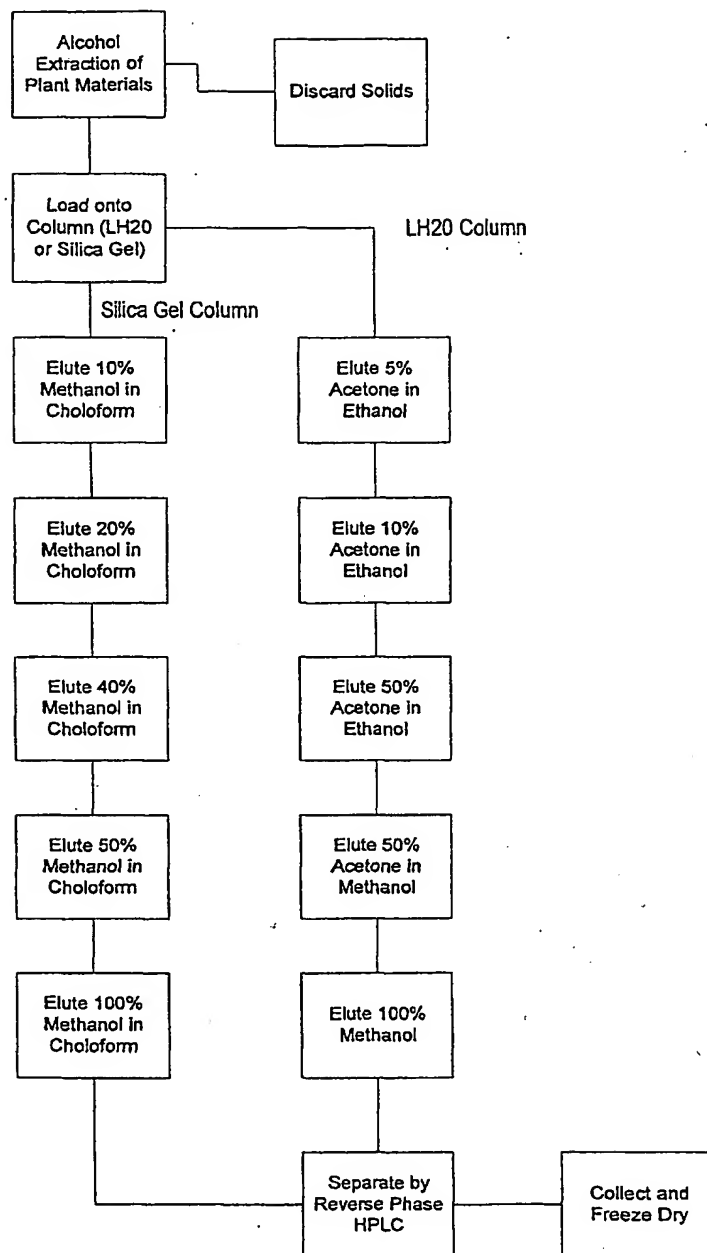 Alcohol
Extraction of
Plant Materials
Discard Solids
Load onto
Column (LH20
or Silica Gel)
LH20 Column
Silica Gel Column
Elute 10%
Methanol in
Choloform
Elute 5%
Acetone in
Ethanol
Elute 20%
Methanol in
Choloform
Elute 10%
Acetone in
Ethanol
Elute 40%
Methanol in
Choloform
Elute 50%
Acetone in
Ethanol
Elute 50%
Methanol in
Choloform
Elute 50%
Acetone in
Methanol
Elute 100%
Methanol in
Choloform
Elute 100%
Methanol
Separate by
Reverse Phase
HPLC
Collect and
Freeze Dry